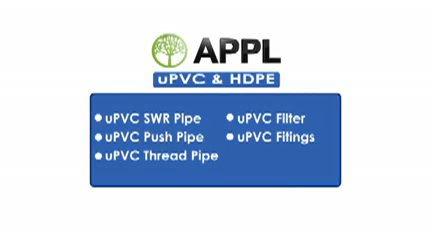 APPL
uPVC & HDPE
uPVC SWR Pipe
uPVC Push Pipe
uPVC Thread Pipe
uPVC Filter
uPVC Fitings